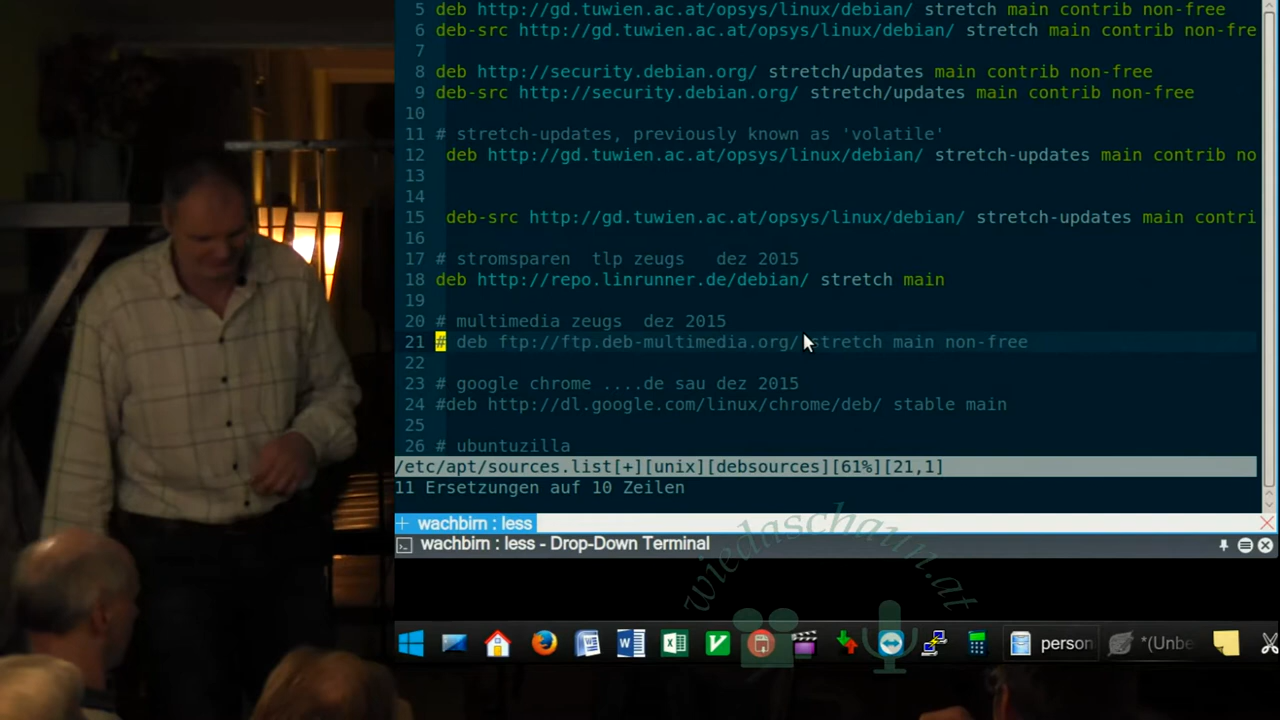 5 deb http://gd.tuwien.ac.at/opsys/linux/debian/ stretch main contrib non-free
6 deb-src http://gd.tuwien.ac.at/opsys/linux/debian/ stretch main contrib non-fre
7
8 deb http://security.debian.org/ stretch/updates main contrib non-free
9 deb-src http://security.debian.org/ stretch/updates main contrib non-free
10
11 # stretch-updates, previously known as 'volatile'
12  deb http://gd.tuwien.ac.at/opsys/linux/debian/ stretch-updates main contrib no
13
14
15  deb-src http://gd.tuwien.ac.at/opsys/linux/debian/ stretch-updates main contri
16
17 # stromsparen  tlp zeugs   dez 2015
18 deb http://repo.linrunner.de/debian/ stretch main
19
20 # multimedia zeugs  dez 2015
21 # deb ftp://ftp.deb-multimedia.org/ stretch main non-free
22
23 # google chrome ....de sau dez 2015
24 #deb http://dl.google.com/linux/chrome/deb/ stable main
25
26 # ubuntuzilla
/etc/apt/sources.list[+][unix][debsources][61%][21,1]
11 Ersetzungen auf 10 Zeilen
wachbirn : less
wachbirn : less - Drop-Down Terminal
wiedaschaun.at
person
*(Unbe